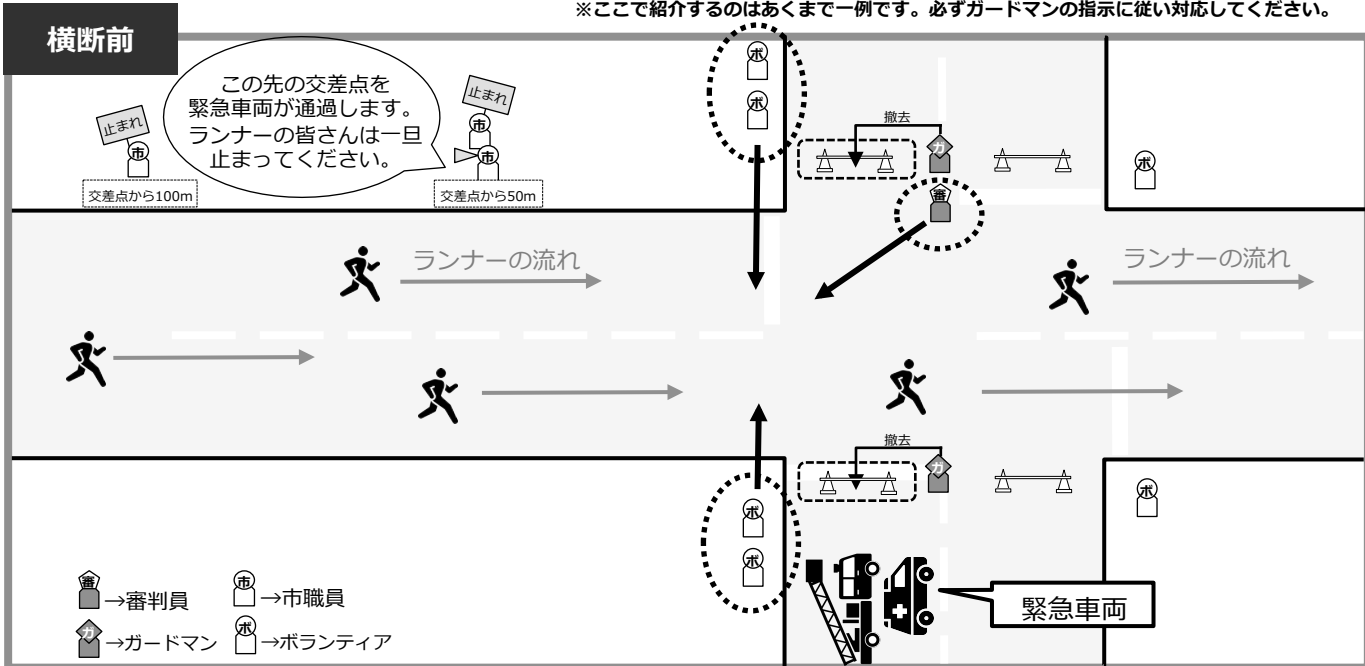 ※ここで紹介するのはあくまで一例です。必ずガードマンの指示に従い対応してください。
横断前
この先の交差点を
緊急車両が通過します。
ランナーの皆さんは一旦
止まってください。
止まれ
市
交差点から100m
止まれ
市
市
交差点から50m
ボ
ボ
撤去
ガ
審
ボ
ランナーの流れ
ランナーの流れ
撤去
ガ
ボ
ボ
ボ
緊急車両
審→審判員
市→市職員
ガ→ガードマン
ボ→ボランティア